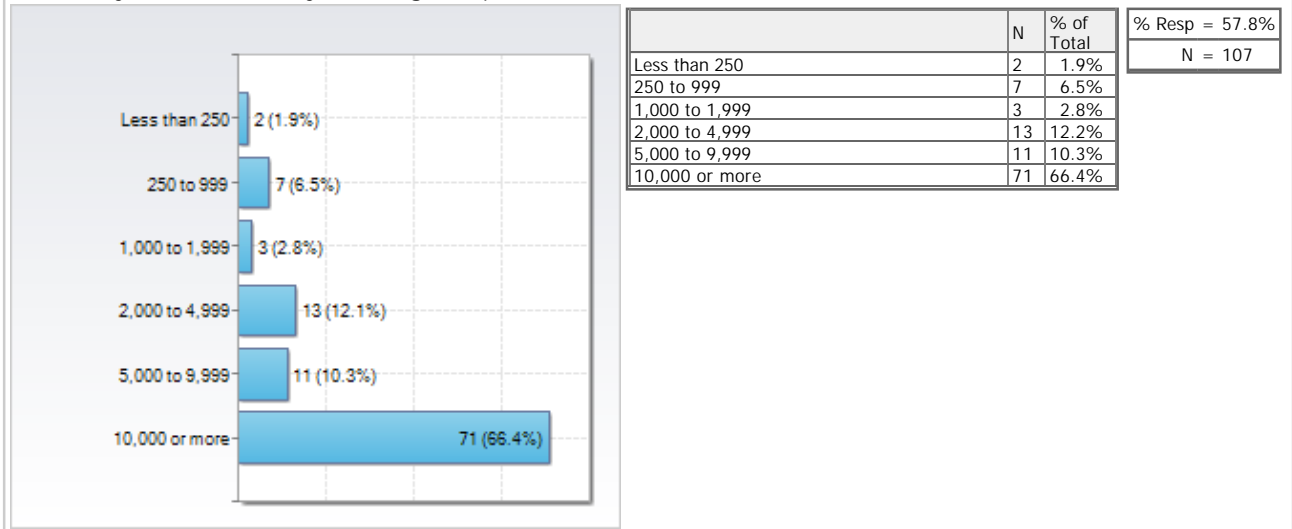 Less than 250 2 (1.9%)
250 to 999 7 (6.5%)
1,000 to 1,999 3 (2.8%)
2,000 to 4,999 13 (12.1%)
5,000 to 9,999 11 (10.3%)
10,000 or more 71 (66.4%)
N % of Total
Less than 250 2 1.9%
250 to 999 7 6.5%
1,000 to 1,999 3 2.8%
2,000 to 4,999 13 12.2%
5,000 to 9,999 11 10.3%
10,000 or more 71 66.4%
% Resp = 57.8%
N = 107